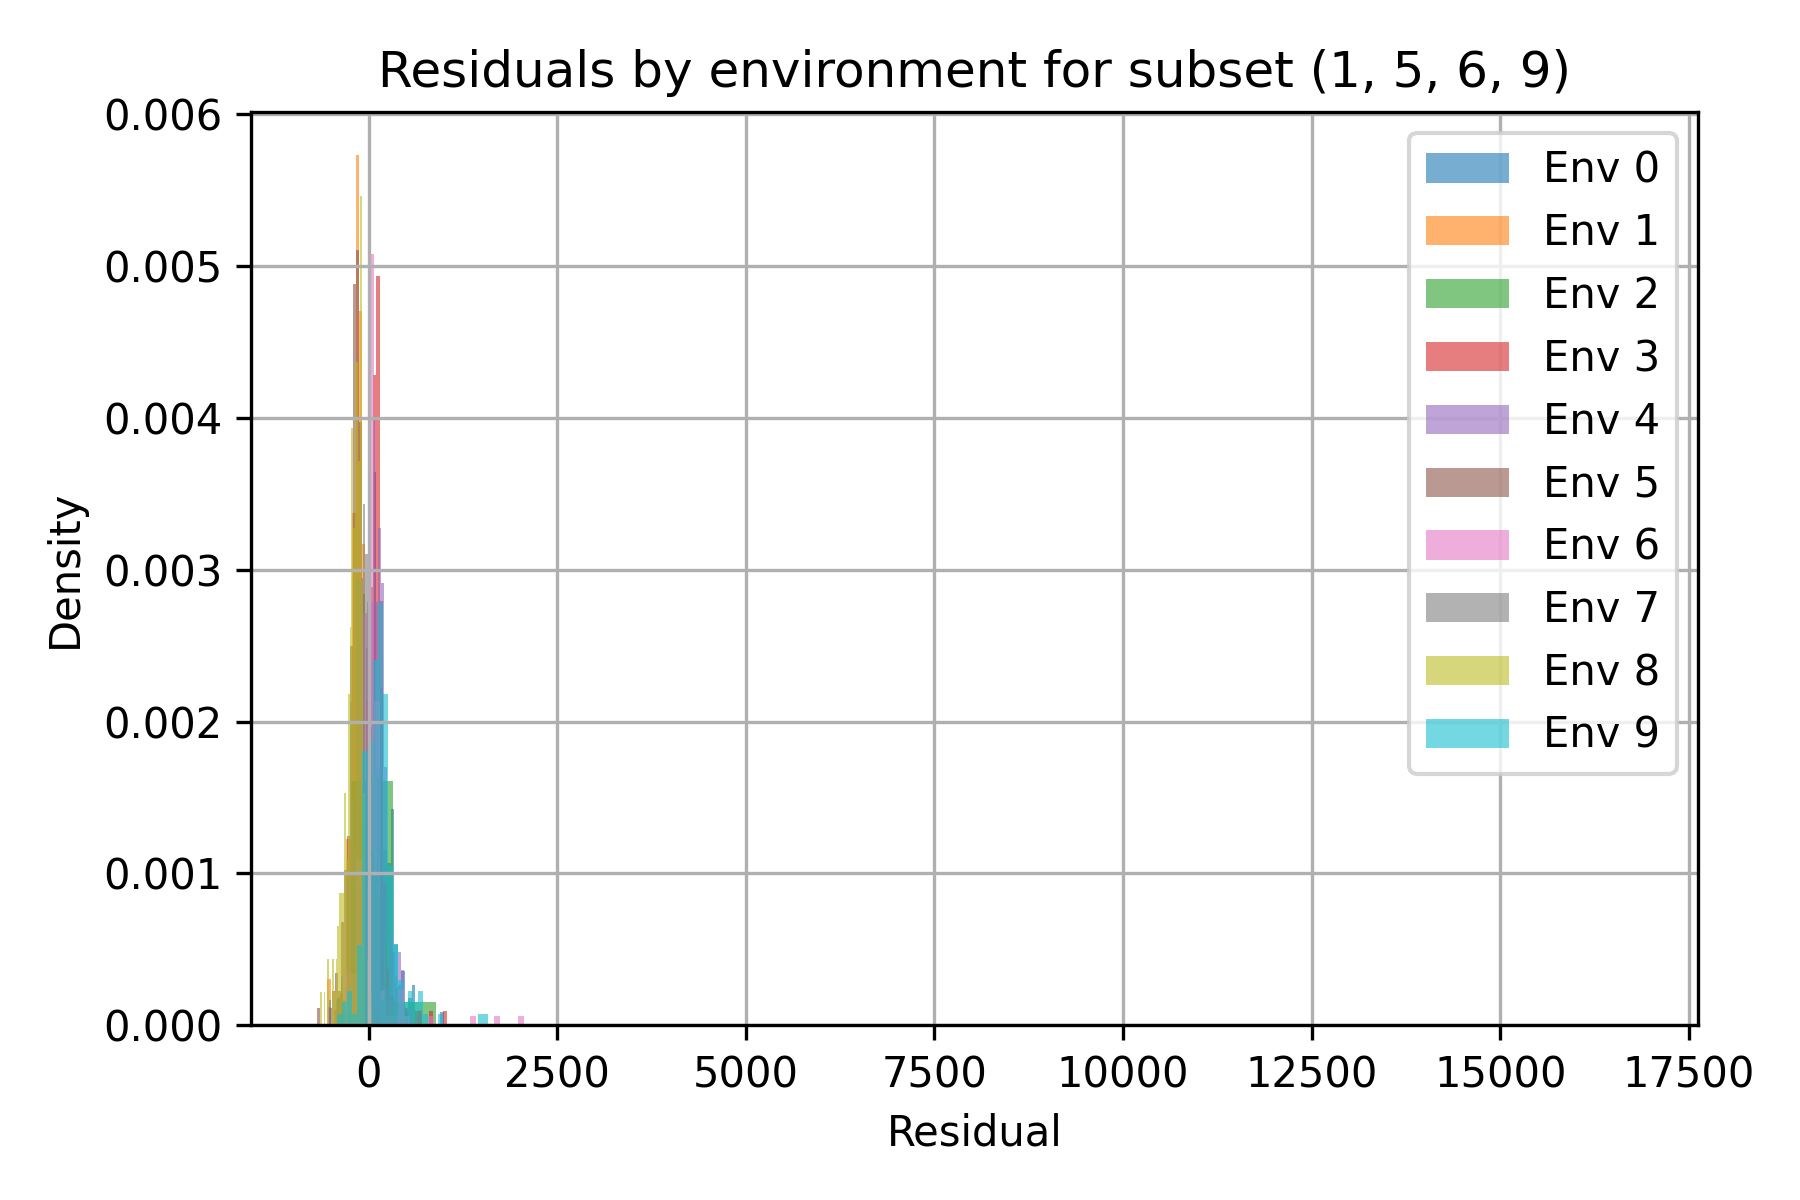 Residuals by environment for subset (1, 5, 6, 9)
0.006
0.005
0.004
0.003
0.002
0.001
0.000
Density
0
2500
5000
7500
10000
12500
15000
17500
Residual
Env 0
Env 1
Env 2
Env 3
Env 4
Env 5
Env 6
Env 7
Env 8
Env 9